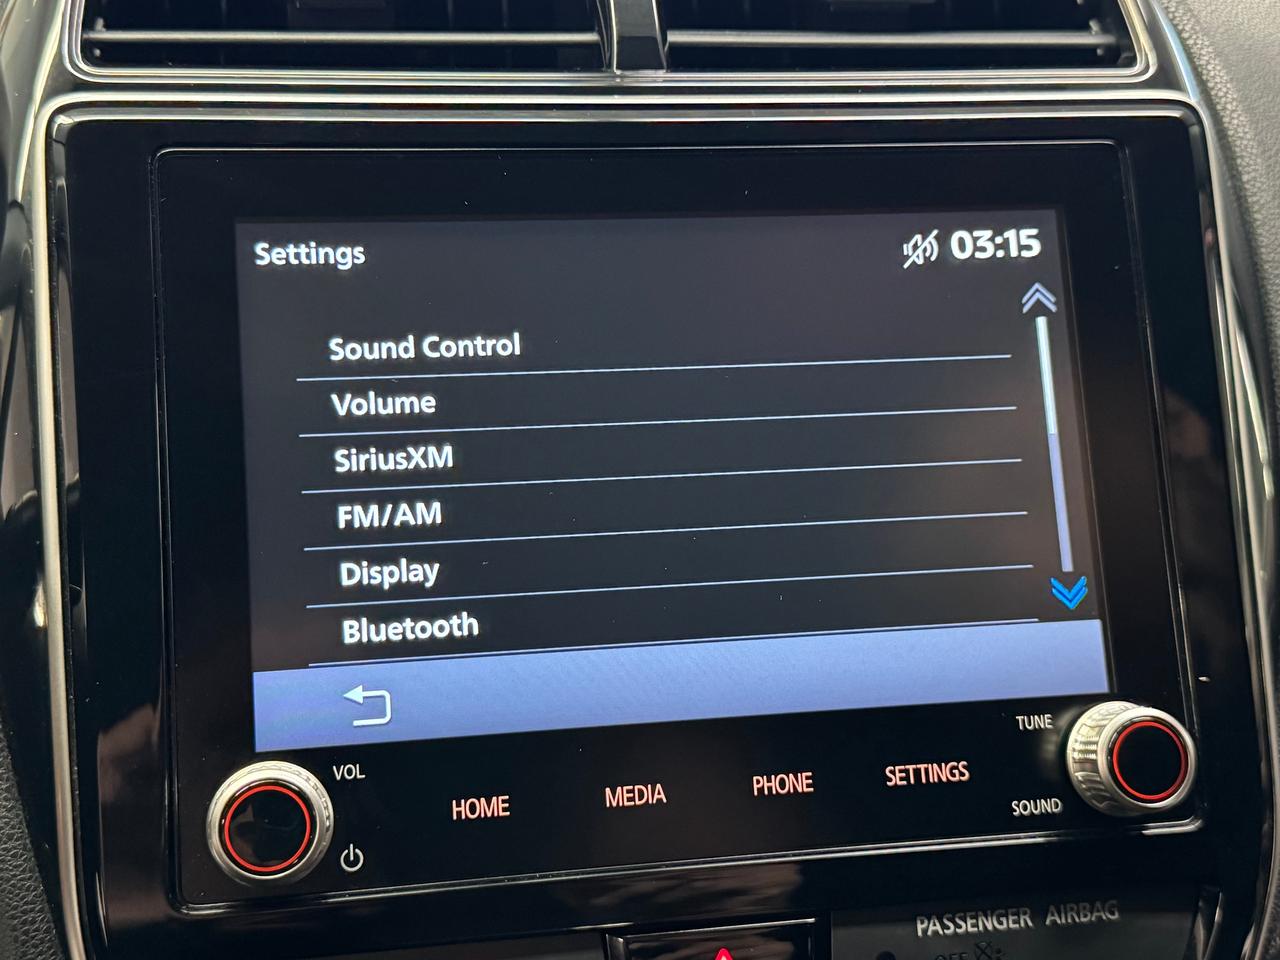 Settings
03:15
Sound Control
Volume
SiriusXM
FM/AM
Display
Bluetooth
VOL
HOME
MEDIA
PHONE
SETTINGS
TUNE
SOUND
PASSENGER AIRBAG
OFF